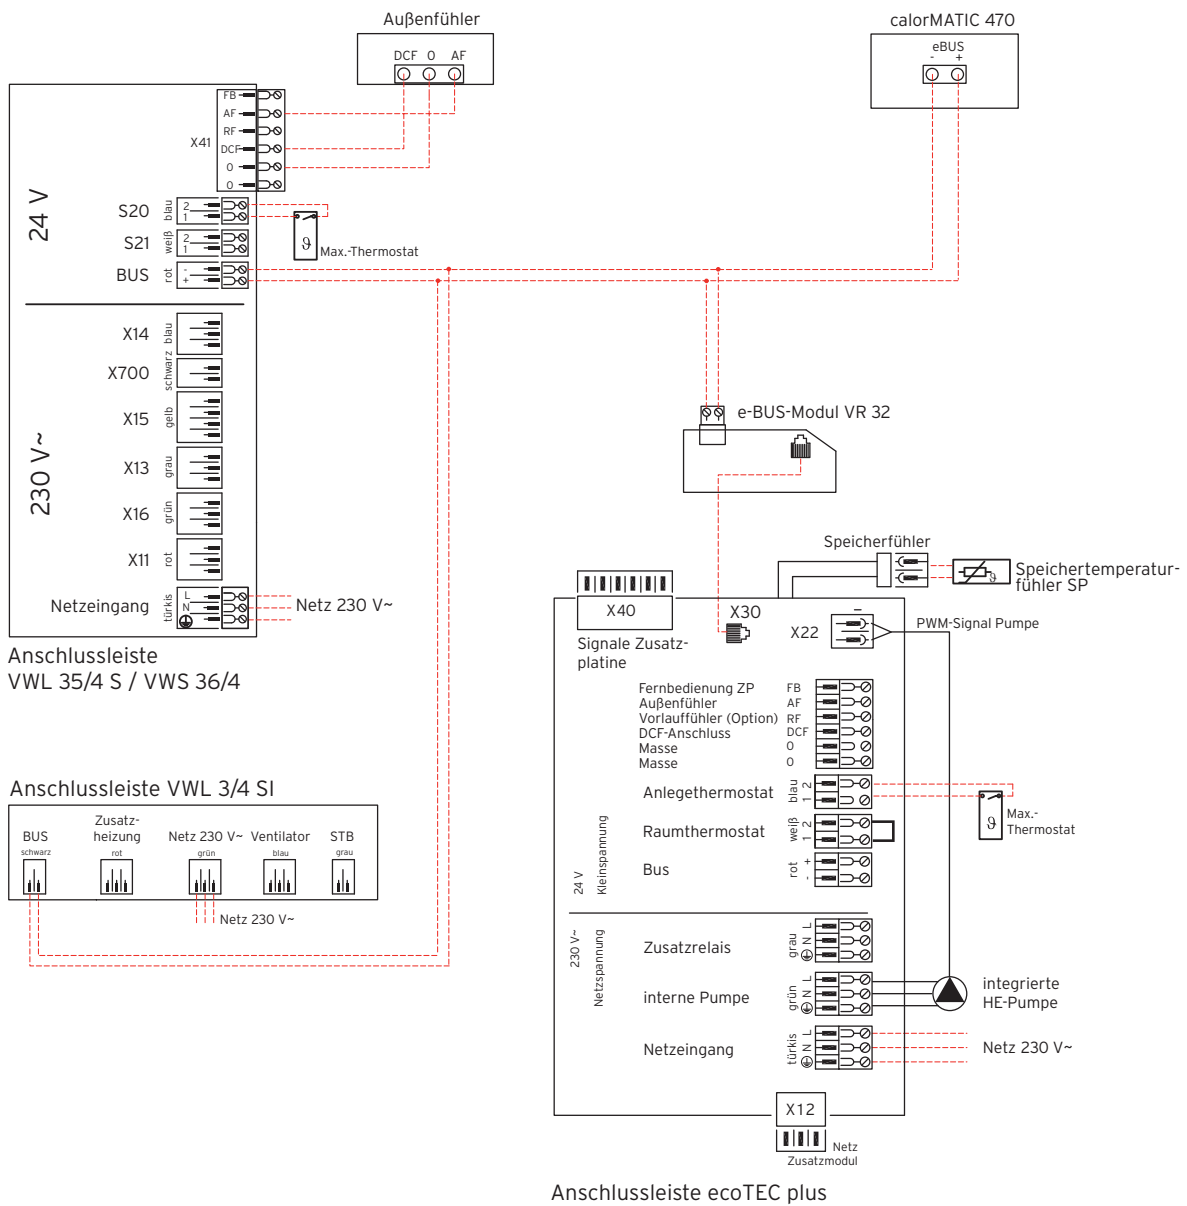 Außenfühler
DCF 0 AF
calorMATIC 470
eBUS
- +
24 V
X41
FB
AF
RF
DCF
0
0
S20
blau
2
1
S21
weiß
2
1
BUS
rot
-
+
Max.-Thermostat
ϑ
230 V~
X14
blau
X700
schwarz
X15
gelb
X13
grau
X16
grün
X11
rot
Netzeingang
türkis
L
N
Netz 230 V~
Anschlussleiste
VWL 35/4 S / VWS 36/4
e-BUS-Modul VR 32
Anschlussleiste VWL 3/4 SI
BUS
schwarz
Zusatz-
heizung
rot
Netz 230 V~
grün
Ventilator
blau
STB
grau
Netz 230 V~
Speicherfühler
ϑ
Speichertemperatur-
fühler SP
X40
Signale Zusatz-
platine
X30
X22
-
PWM-Signal Pumpe
Fernbedienung ZP FB
Außenfühler AF
Vorlauffühler (Option) RF
DCF-Anschluss DCF
Masse 0
Masse 0
Anlegethermostat
blau
2
1
ϑ
Max.-
Thermostat
Raumthermostat
weiß
2
1
Bus
rot
+
-
24 V
Kleinspannung
230 V~
Netzspannung
Zusatzrelais
grau
L
N
interne Pumpe
grün
L
N
integrierte
HE-Pumpe
Netzeingang
türkis
L
N
Netz 230 V~
X12
Netz
Zusatzmodul
Anschlussleiste ecoTEC plus